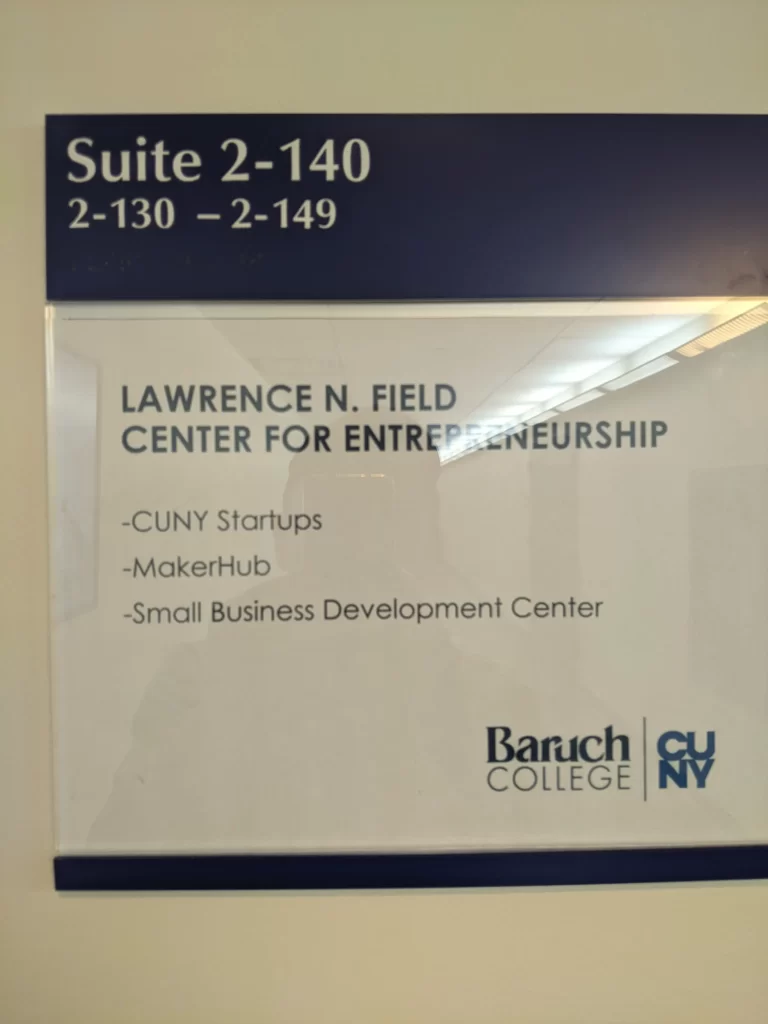 Suite 2-140
2-130 – 2-149
LAWRENCE N. FIELD
CENTER FOR ENTREPRENEURSHIP
-CUNY Startups
-MakerHub
-Small Business Development Center
Baruch
COLLEGE
CU
NY